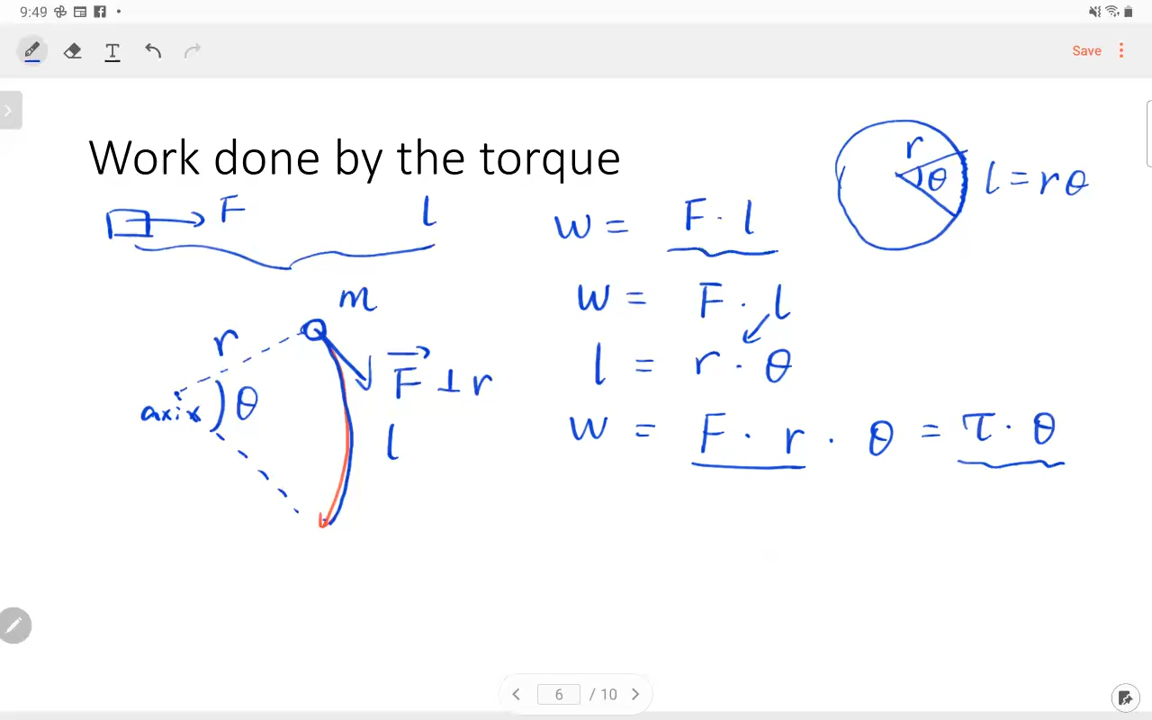 9:49
Save
Work done by the torque
F l
w = F · l
r θ l = rθ
m
w = F · l
r
F ⊥ r
l = r · θ
axis θ
l
w = F · r · θ = τ · θ
6 / 10